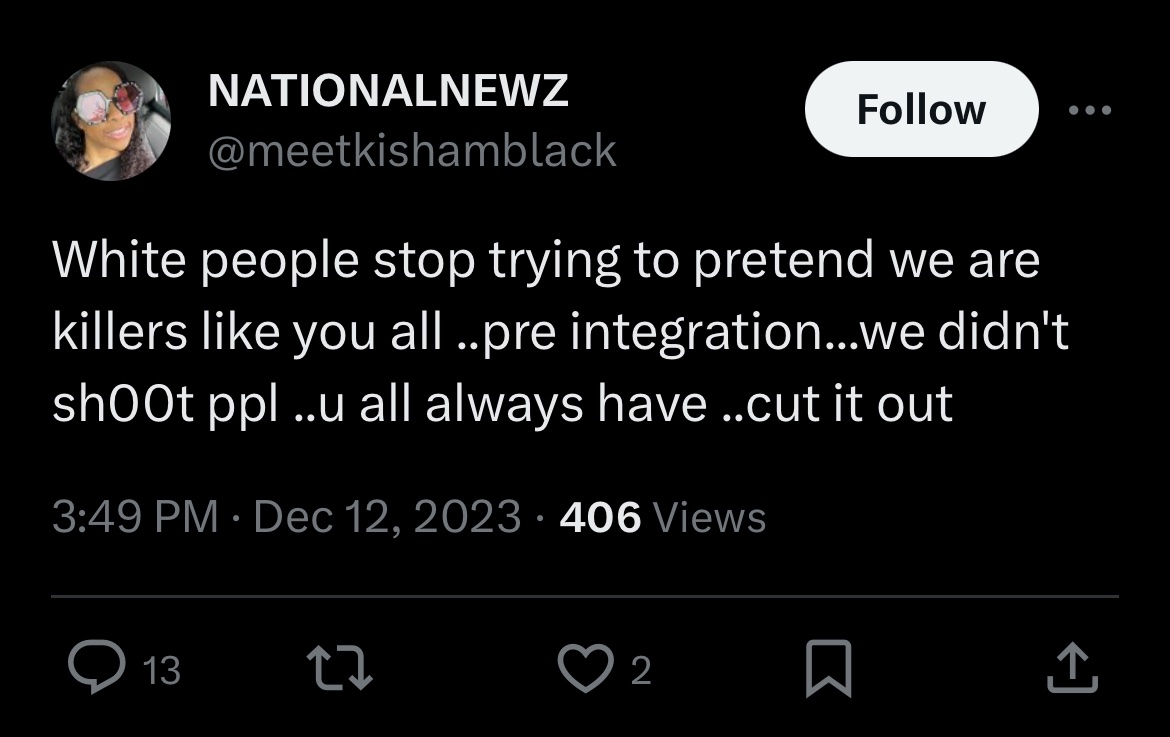 NATIONALNEWZ
Follow
@meetkishamblack
White people stop trying to pretend we are
killers like you all ..pre integration...we didn't
sh00t ppl ..u all always have ..cut it out
3:49 PM · Dec 12, 2023 · 406 Views
13
2